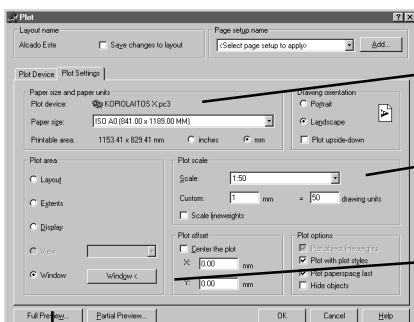 Plot
Layout name
Alcado Este
Save changes to layout
Page setup name
<Select page setup to apply>
Add...
Plot Device
Plot Settings
Paper size and paper units
Plot device: KOPIOLAITOS X.pc3
Paper size: ISO A0 (841.00 x 1189.00 MM)
Printable area: 1153.41 x 829.41 mm
inches
mm
Drawing orientation
Portrait
Landscape
Plot upside-down
A
Plot area
Layout
Extents
Display
View
Window
Window <
Plot scale
Scale: 1:50
Custom: 1 mm = 50 drawing units
Scale lineweights
Plot offset
Center the plot
X: 0.00 mm
Y: 0.00 mm
Plot options
Plot object lineweights
Plot with plot styles
Plot paperspace last
Hide objects
Full Preview...
Partial Preview...
OK
Cancel
Help